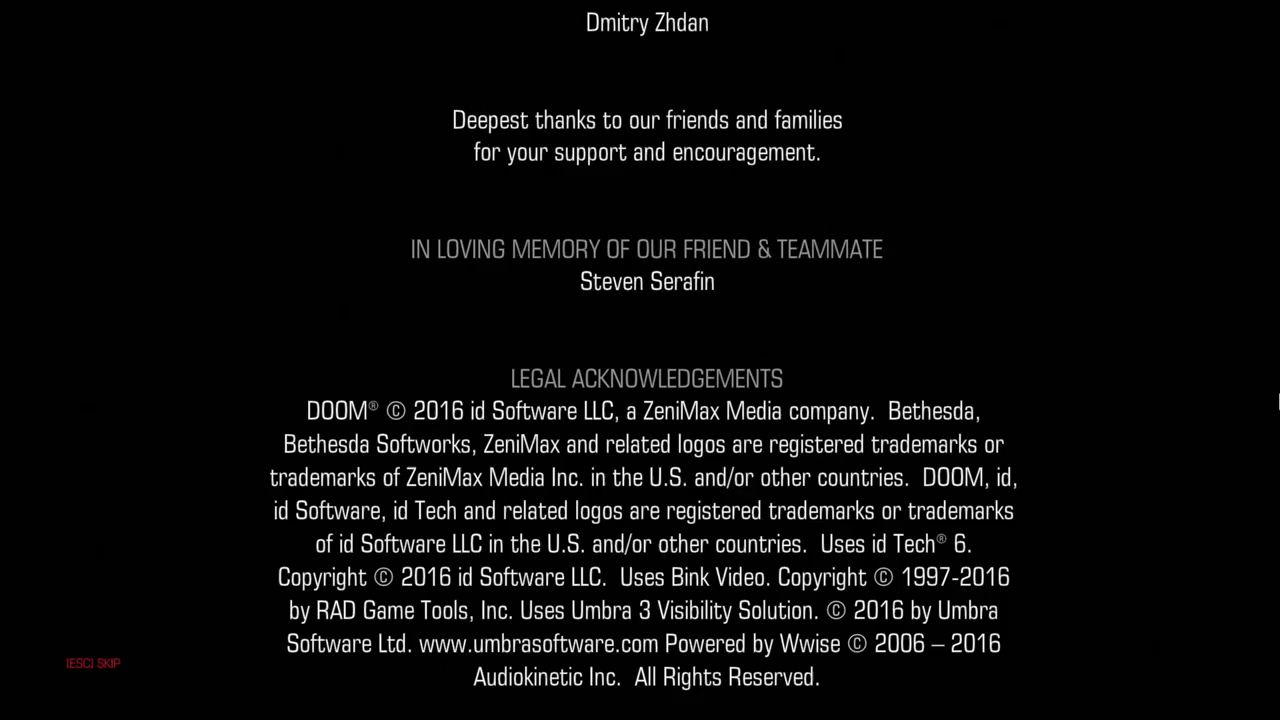 Dmitry Zhdan
Deepest thanks to our friends and families
for your support and encouragement.
IN LOVING MEMORY OF OUR FRIEND & TEAMMATE
Steven Serafin
LEGAL ACKNOWLEDGEMENTS
DOOM® © 2016 id Software LLC, a ZeniMax Media company.  Bethesda,
Bethesda Softworks, ZeniMax and related logos are registered trademarks or
trademarks of ZeniMax Media Inc. in the U.S. and/or other countries.  DOOM, id,
id Software, id Tech and related logos are registered trademarks or trademarks
of id Software LLC in the U.S. and/or other countries.  Uses id Tech® 6.
Copyright © 2016 id Software LLC.  Uses Bink Video. Copyright © 1997-2016
by RAD Game Tools, Inc. Uses Umbra 3 Visibility Solution. © 2016 by Umbra
Software Ltd. www.umbrasoftware.com Powered by Wwise © 2006 – 2016
Audiokinetic Inc.  All Rights Reserved.
[ESC] SKIP